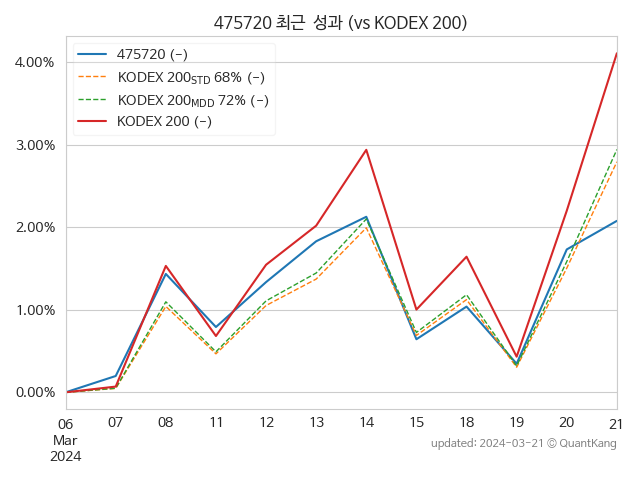 475720 최근 성과 (vs KODEX 200)
475720 (-)
KODEX 200STD 68% (-)
KODEX 200MDD 72% (-)
KODEX 200 (-)
4.00%
3.00%
2.00%
1.00%
0.00%
06 07 08 11 12 13 14 15 18 19 20 21
Mar
2024
updated: 2024-03-21 © QuantKang